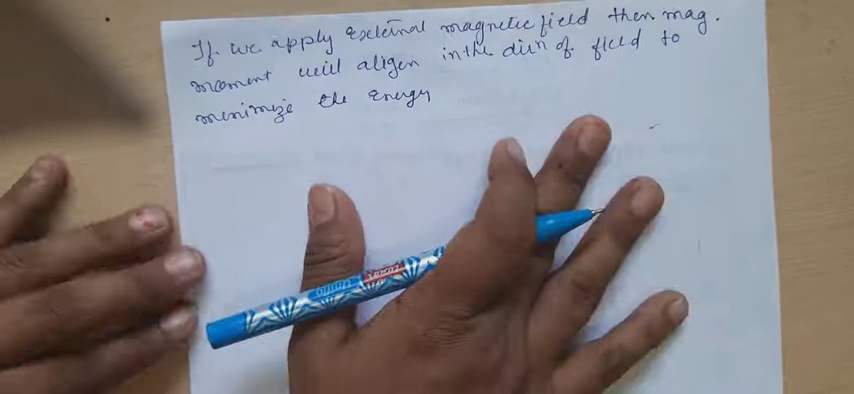 If we apply external magnetic field then mag.
moment will align in the dirn of field to
minimize the energy